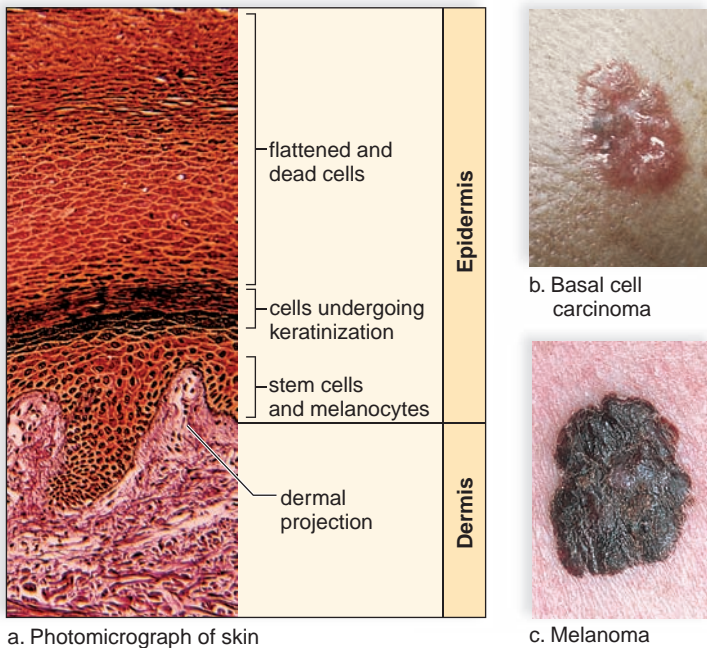 flattened and
dead cells
cells undergoing
keratinization
stem cells
and melanocytes
dermal
projection
Epidermis
Dermis
a. Photomicrograph of skin
b. Basal cell
carcinoma
c. Melanoma